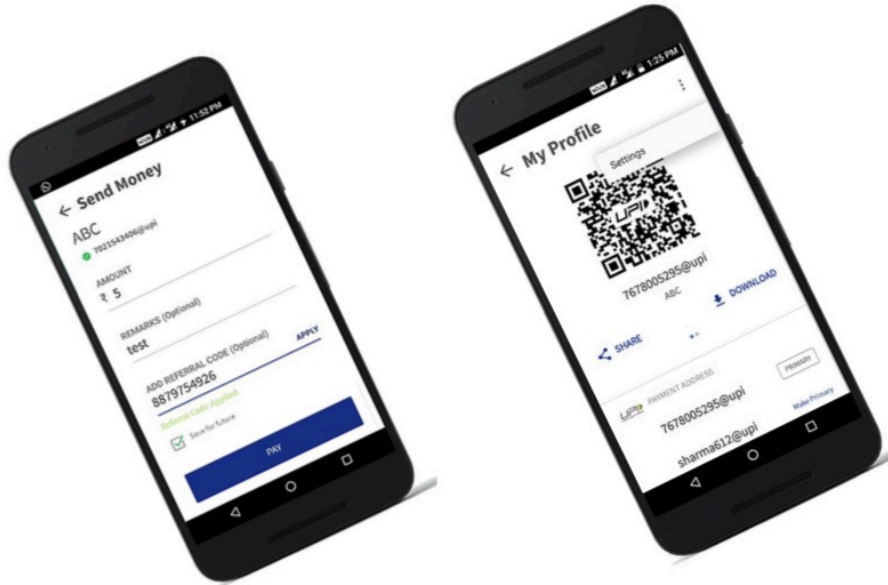 11:52 PM
← Send Money
ABC
7021543406@upi
AMOUNT
₹ 5
REMARKS (Optional)
test
ADD REFERRAL CODE (Optional)
APPLY
8879754926
Referral Code Applied
Save for future
PAY
1:25 PM
← My Profile
Settings
UPI
7678005295@upi
ABC
SHARE
DOWNLOAD
UPI
PAYMENT ADDRESS
7678005295@upi
PRIMARY
sharma612@upi
Make Primary